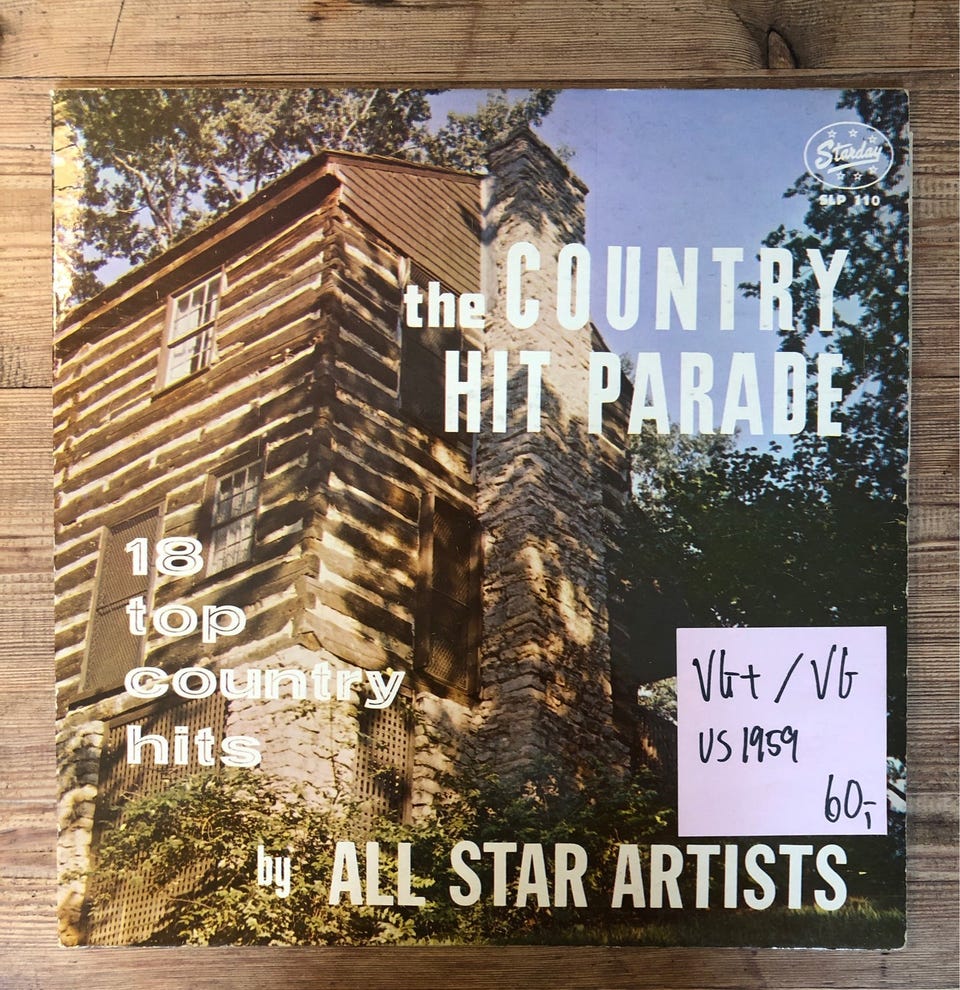 Starday
SLP 110
the COUNTRY
HIT PARADE
18
top
country
hits
VG+ / VG
US 1959
60,-
by ALL STAR ARTISTS